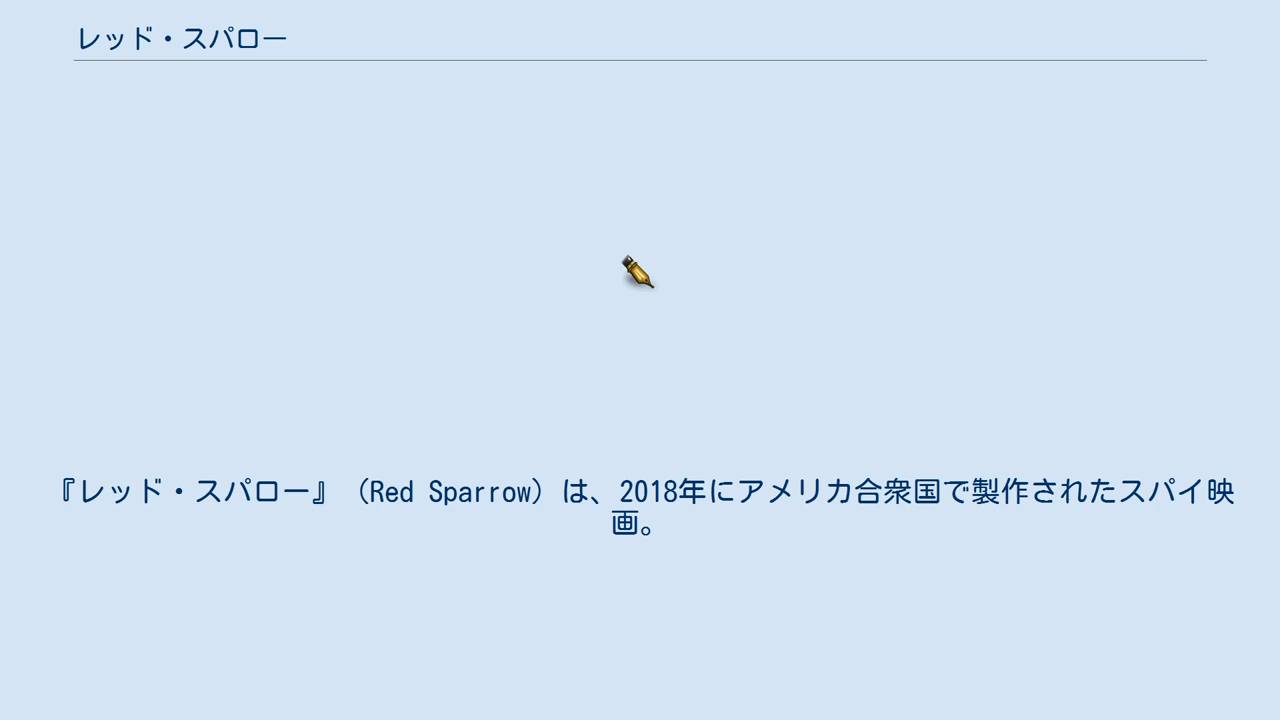 レッド・スパロー
『レッド・スパロー』（Red Sparrow）は、2018年にアメリカ合衆国で製作されたスパイ映
画。